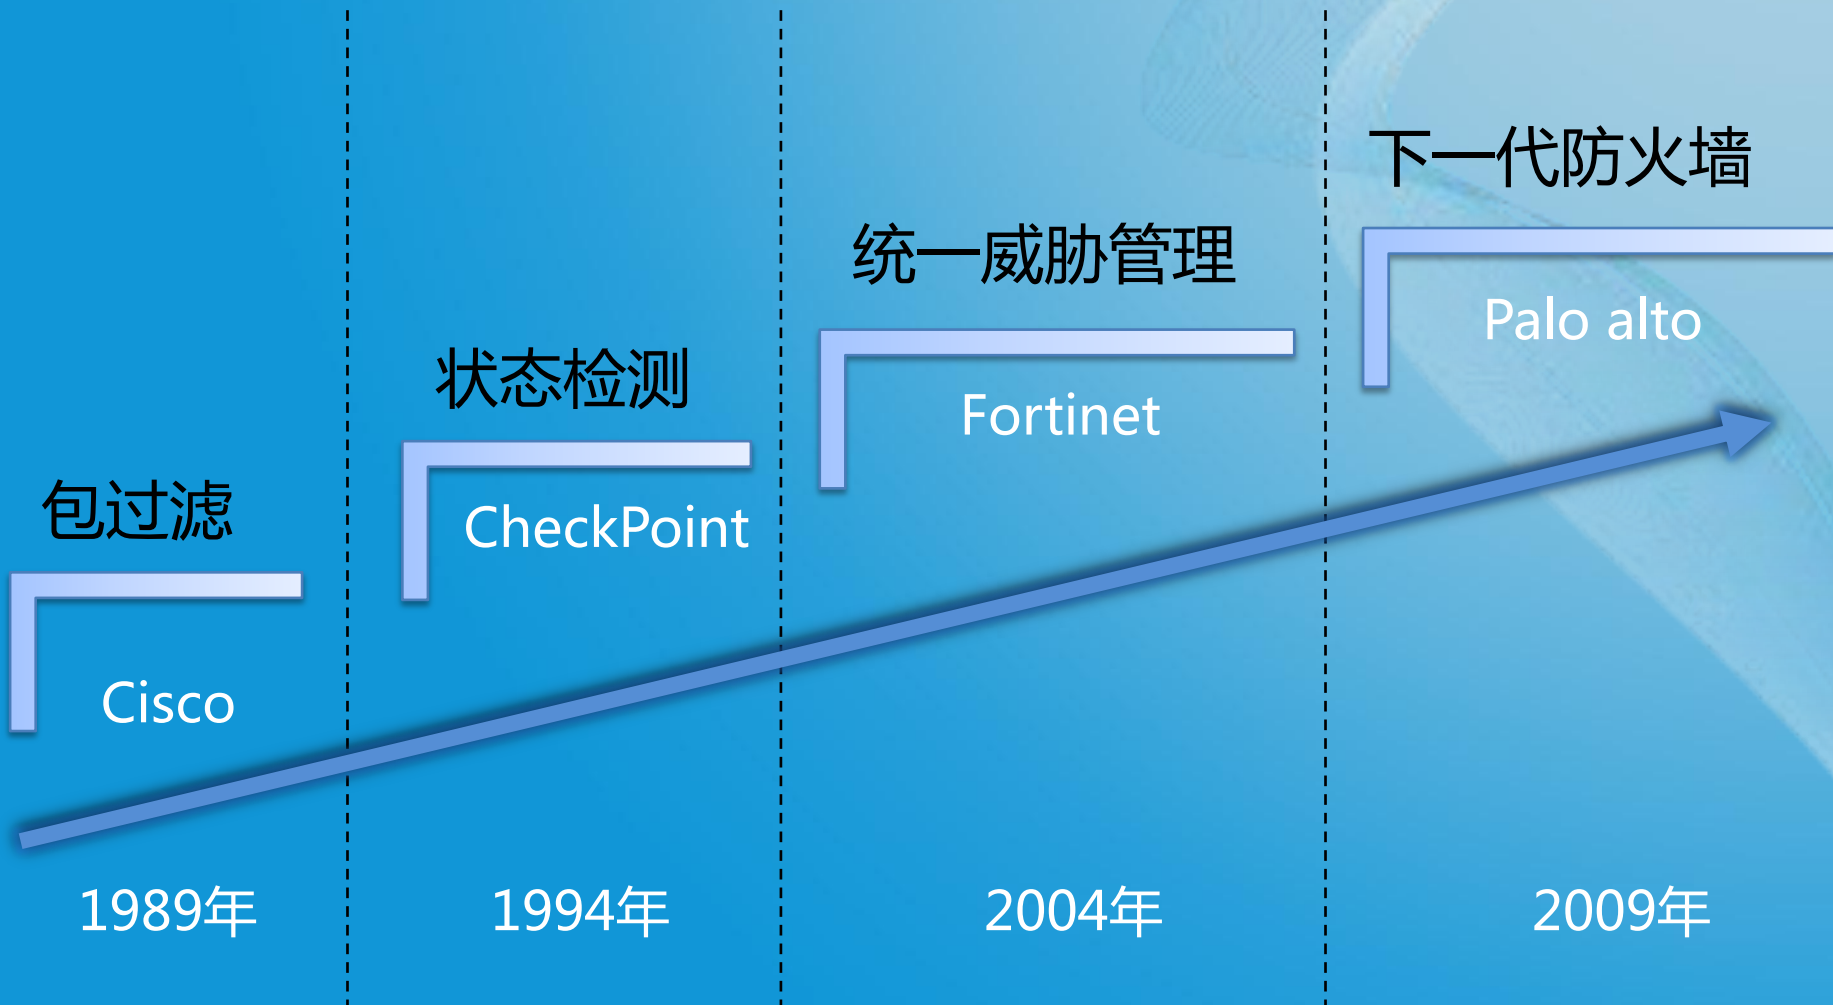 包过滤
Cisco
1989年
状态检测
CheckPoint
1994年
统一威胁管理
Fortinet
2004年
下一代防火墙
Palo alto
2009年